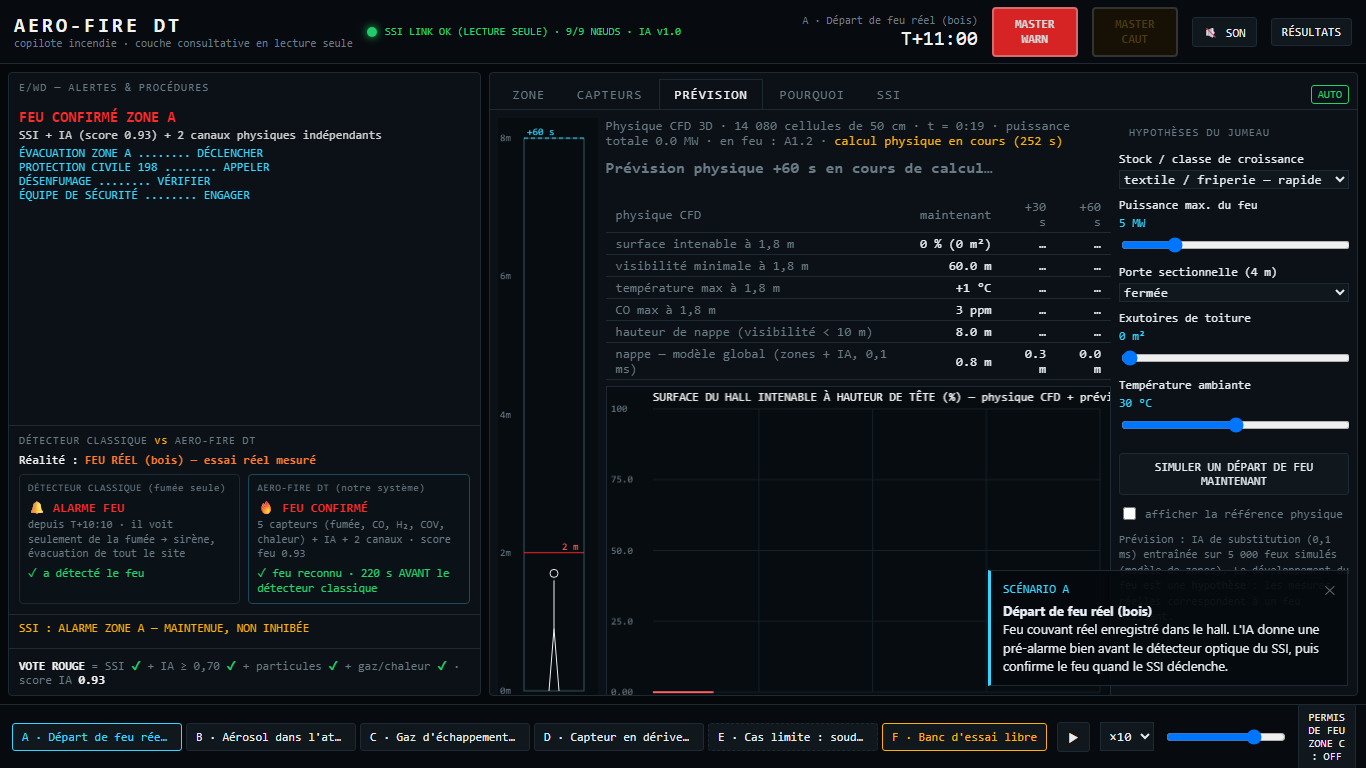 AERO-FIRE DT
copilote incendie · couche consultative en lecture seule
SSI LINK OK (LECTURE SEULE) · 9/9 NŒUDS · IA v1.0
A · Départ de feu réel (bois)
T+11:00
MASTER
WARN
MASTER
CAUT
SON
RÉSULTATS
E/WD — ALERTES & PROCÉDURES
FEU CONFIRMÉ ZONE A
SSI + IA (score 0.93) + 2 canaux physiques indépendants
ÉVACUATION ZONE A ........ DÉCLENCHER
PROTECTION CIVILE 198 ........ APPELER
DÉSENFUMAGE ........ VÉRIFIER
ÉQUIPE DE SÉCURITÉ ........ ENGAGER
DÉTECTEUR CLASSIQUE vs AERO-FIRE DT
Réalité : FEU RÉEL (bois) — essai réel mesuré
DÉTECTEUR CLASSIQUE (fumée seule)
ALARME FEU
depuis T+10:10 · il voit
seulement de la fumée → sirène,
évacuation de tout le site
✓ a détecté le feu
AERO-FIRE DT (notre système)
FEU CONFIRMÉ
5 capteurs (fumée, CO, H₂, COV,
chaleur) + IA + 2 canaux · score
feu 0.93
✓ feu reconnu · 220 s AVANT le
détecteur classique
SSI : ALARME ZONE A — MAINTENUE, NON INHIBÉE
VOTE ROUGE = SSI ✓ + IA ≥ 0,70 ✓ + particules ✓ + gaz/chaleur ✓ ·
score IA 0.93
ZONE
CAPTEURS
PRÉVISION
POURQUOI
SSI
AUTO
8m
+60 s
6m
4m
2m
2 m
0m
Physique CFD 3D · 14 080 cellules de 50 cm · t = 0:19 · puissance
totale 0.0 MW · en feu : A1.2 · calcul physique en cours (252 s)
Prévision physique +60 s en cours de calcul…
physique CFD maintenant +30 s +60 s
surface intenable à 1,8 m 0 % (0 m²) … …
visibilité minimale à 1,8 m 60.0 m … …
température max à 1,8 m +1 °C … …
CO max à 1,8 m 3 ppm … …
hauteur de nappe (visibilité < 10 m) 8.0 m … …
nappe — modèle global (zones + IA, 0,1
ms) 0.8 m 0.3 m 0.0 m
SURFACE DU HALL INTENABLE À HAUTEUR DE TÊTE (%) — physique CFD + prévi
100
75.0
50.0
25.0
0.00
HYPOTHÈSES DU JUMEAU
Stock / classe de croissance
textile / friperie — rapide
Puissance max. du feu
5 MW
Porte sectionnelle (4 m)
fermée
Exutoires de toiture
0 m²
Température ambiante
30 °C
SIMULER UN DÉPART DE FEU
MAINTENANT
afficher la référence physique
Prévision : IA de substitution (0,1
ms) entraînée sur 5 000 feux simulés
(modèle de zones). Le développement du
SCÉNARIO A
Départ de feu réel (bois)
Feu couvant réel enregistré dans le hall. L'IA donne une
pré-alarme bien avant le détecteur optique du SSI, puis
confirme le feu quand le SSI déclenche.
A · Départ de feu rée…
B · Aérosol dans l'at…
C · Gaz d'échappement…
D · Capteur en dérive…
E · Cas limite : soud…
F · Banc d'essai libre
x10
PERMIS
DE FEU
ZONE C
: OFF